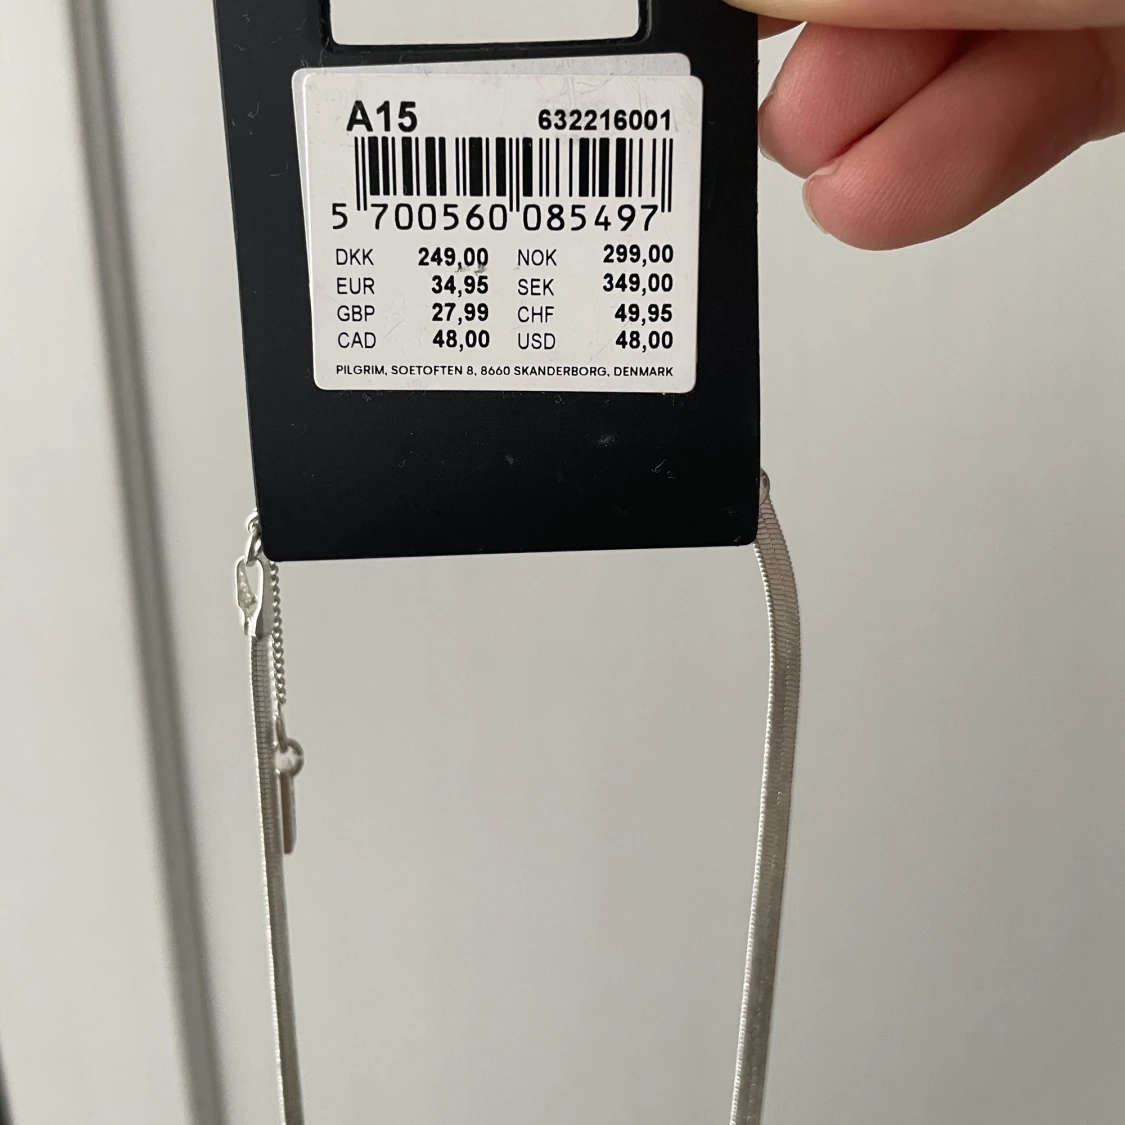 A15 632216001
5 700560 085497
DKK 249,00 NOK 299,00
EUR 34,95 SEK 349,00
GBP 27,99 CHF 49,95
CAD 48,00 USD 48,00
PILGRIM, SOETOFTEN 8, 8660 SKANDERBORG, DENMARK